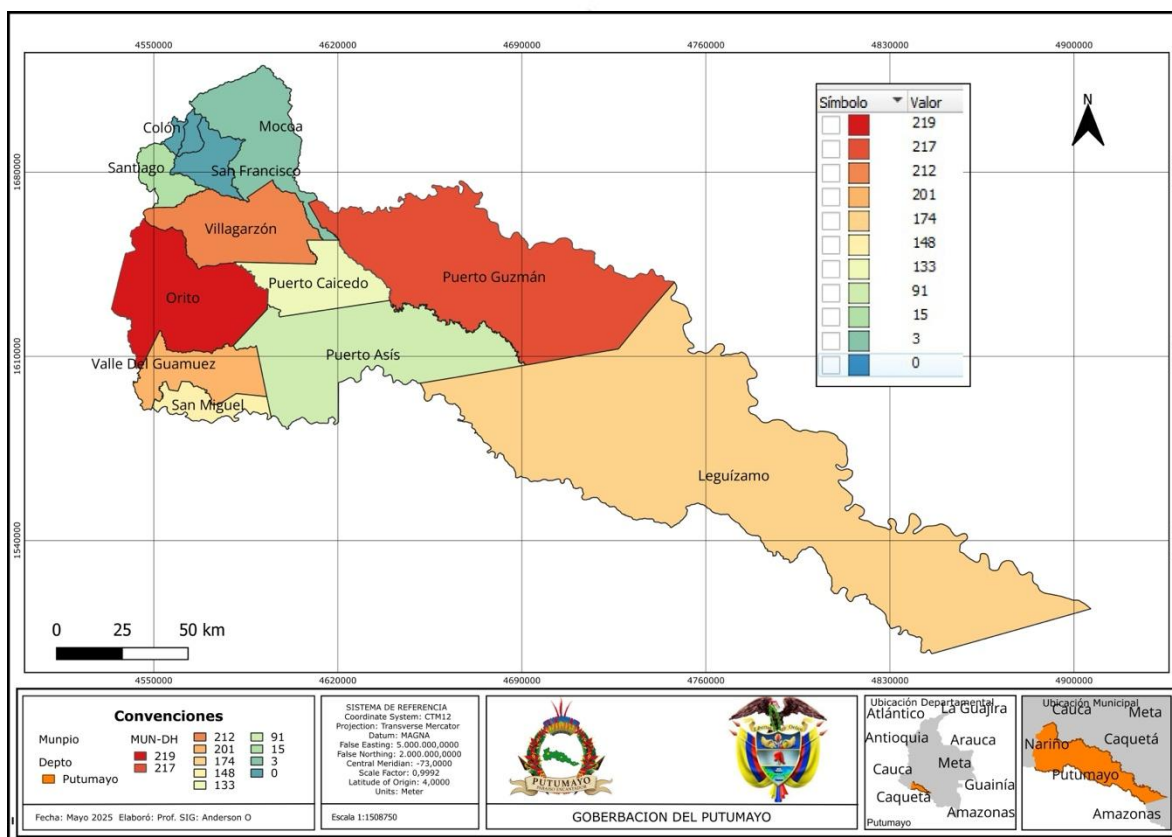 4550000 4620000 4690000 4760000 4830000 4900000
1680000
1610000
1540000
N
Símbolo Valor
219
217
212
201
174
148
133
91
15
3
0
Colón
Mocoa
Santiago
San Francisco
Villagarzón
Puerto Caicedo
Puerto Guzmán
Orito
Puerto Asís
Valle Del Guamuez
San Miguel
Leguízamo
0 25 50 km
4550000 4620000 4690000 4760000 4830000 4900000
Convenciones
Munpio
Depto
Putumayo
MUN-DH
219
217
212
201
174
148
133
91
15
3
0
Fecha: Mayo 2025 Elaboró: Prof. SIG: Anderson O
SISTEMA DE REFERENCIA
Coordinate System: CTM12
Projection: Transverse Mercator
Datum: MAGNA
False Easting: 5.000.000,0000
False Northing: 2.000.000,0000
Central Meridian: -73,0000
Scale Factor: 0,9992
Latitude of Origin: 4,0000
Units: Meter
Escala 1:1508750
PUTUMAYO
GOBERBACION DEL PUTUMAYO
Ubicación Departamental
Atlántico
La Guajira
Antioquia
Arauca
Cauca
Meta
Guainía
Caquetá
Amazonas
Putumayo
Ubicación Municipal
Cauca
Meta
Nariño
Caquetá
Putumayo
Amazonas